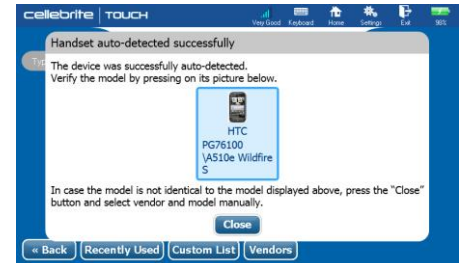 cellebrite | TOUCH
Very Good Keyboard Home Settings Exit 90%
Handset auto-detected successfully
Typ
The device was successfully auto-detected.
Verify the model by pressing on its picture below.
HTC
PG76100
\A510e Wildfire
S
In case the model is not identical to the model displayed above, press the "Close"
button and select vendor and model manually.
Close
« Back Recently Used Custom List Vendors